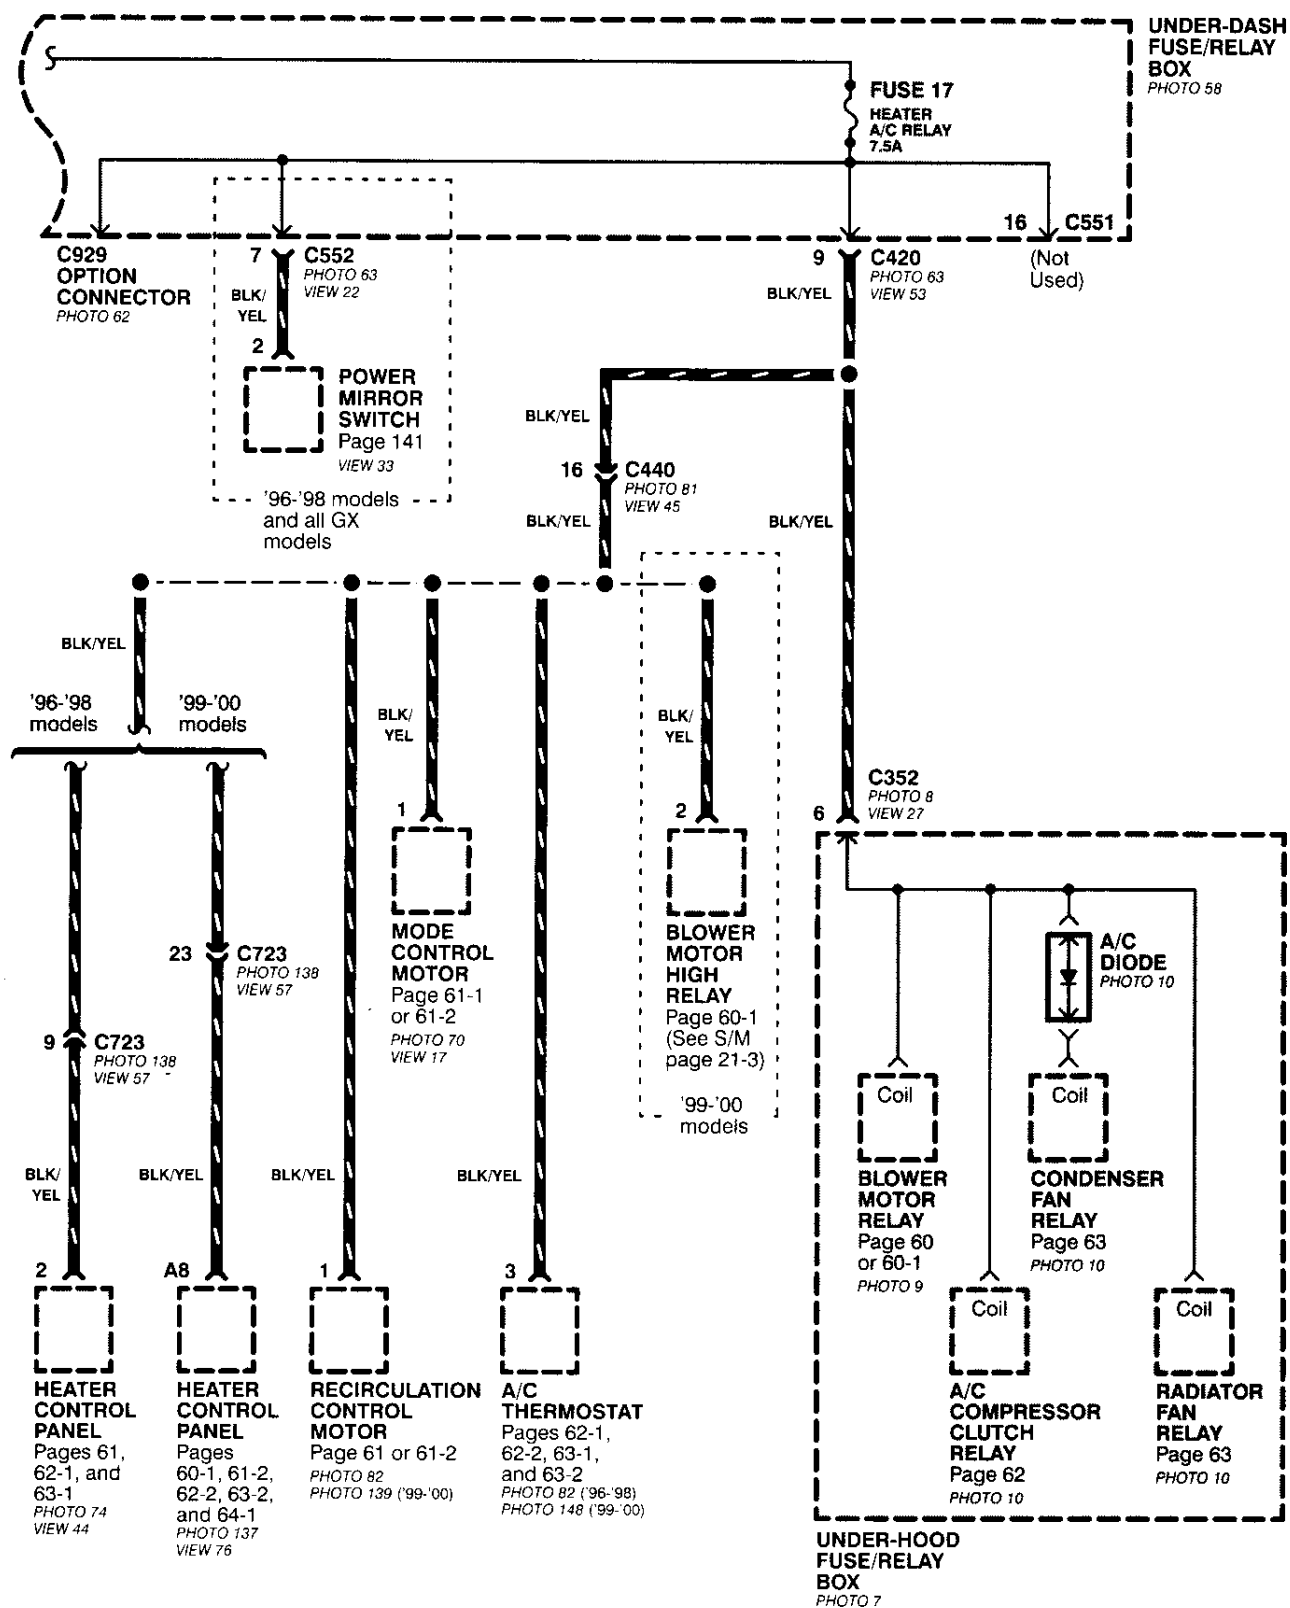 UNDER-DASH
FUSE/RELAY
BOX
PHOTO 58
FUSE 17
HEATER
A/C RELAY
7.5A
C929
OPTION
CONNECTOR
PHOTO 62
7
C552
PHOTO 63
VIEW 22
BLK/
YEL
2
POWER
MIRROR
SWITCH
Page 141
VIEW 33
'96-'98 models
and all GX
models
9
C420
PHOTO 63
VIEW 53
BLK/YEL
16
C551
(Not
Used)
BLK/YEL
16
C440
PHOTO 81
VIEW 45
BLK/YEL
BLK/YEL
BLK/YEL
'96-'98
models
'99-'00
models
BLK/
YEL
1
MODE
CONTROL
MOTOR
Page 61-1
or 61-2
PHOTO 70
VIEW 17
BLK/
YEL
2
BLOWER
MOTOR
HIGH
RELAY
Page 60-1
(See S/M
page 21-3)
'99-'00
models
C352
PHOTO 8
VIEW 27
6
23
C723
PHOTO 138
VIEW 57
9
C723
PHOTO 138
VIEW 57
BLK/
YEL
BLK/YEL
BLK/YEL
BLK/YEL
2
HEATER
CONTROL
PANEL
Pages 61,
62-1, and
63-1
PHOTO 74
VIEW 44
A8
HEATER
CONTROL
PANEL
Pages
60-1, 61-2,
62-2, 63-2,
and 64-1
PHOTO 137
VIEW 76
1
RECIRCULATION
CONTROL
MOTOR
Page 61 or 61-2
PHOTO 82
PHOTO 139 ('99-'00)
3
A/C
THERMOSTAT
Pages 62-1,
62-2, 63-1,
and 63-2
PHOTO 82 ('96-'98)
PHOTO 148 ('99-'00)
A/C
DIODE
PHOTO 10
Coil
BLOWER
MOTOR
RELAY
Page 60
or 60-1
PHOTO 9
Coil
CONDENSER
FAN
RELAY
Page 63
PHOTO 10
Coil
A/C
COMPRESSOR
CLUTCH
RELAY
Page 62
PHOTO 10
Coil
RADIATOR
FAN
RELAY
Page 63
PHOTO 10
UNDER-HOOD
FUSE/RELAY
BOX
PHOTO 7